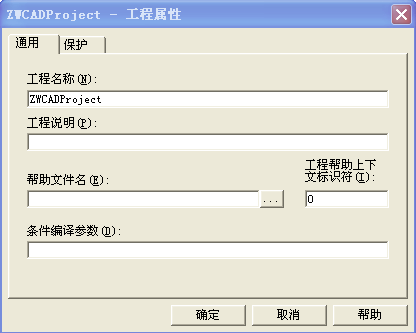 ZWCADProject - 工程属性
通用 保护
工程名称(N):
ZWCADProject
工程说明(P):
帮助文件名(E):
...
工程帮助上下
文标识符(I):
0
条件编译参数(D):
确定 取消 帮助